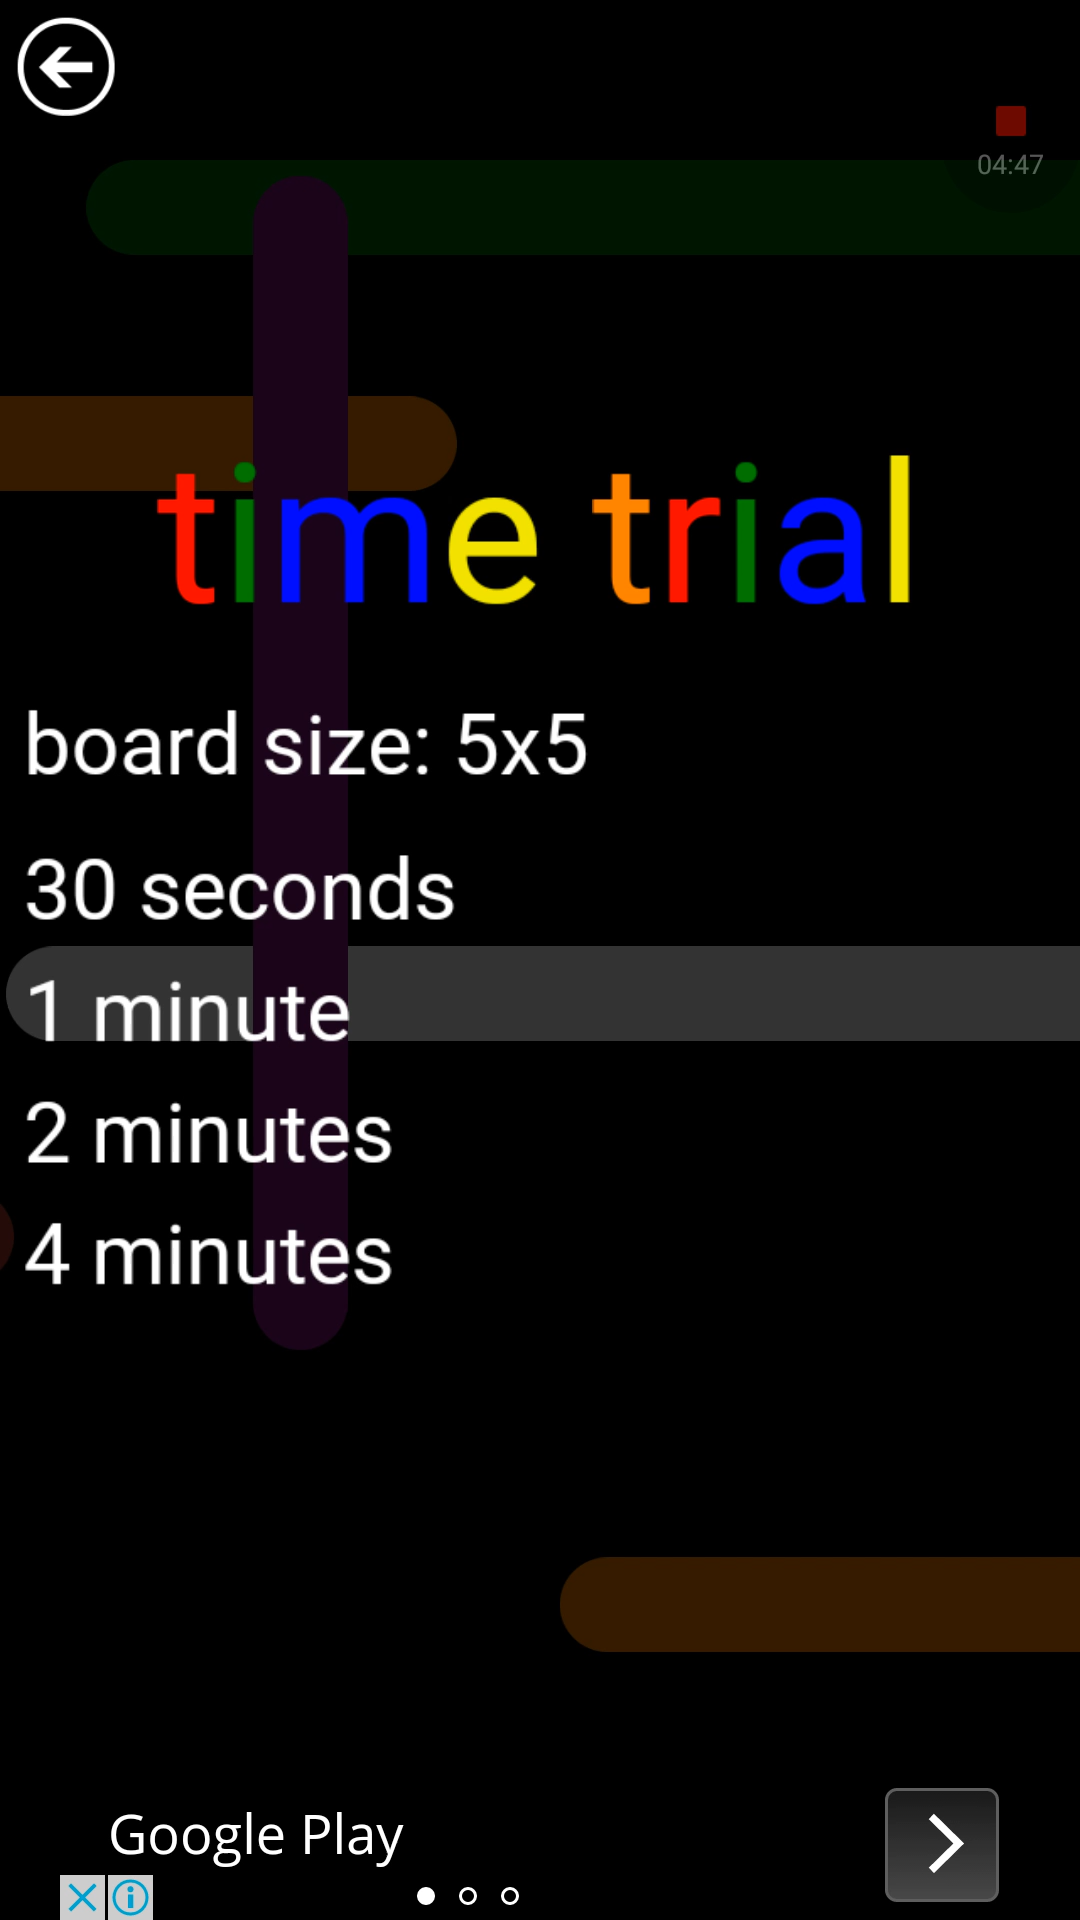 04:47
time trial
board size: 5x5
30 seconds
1 minute
2 minutes
4 minutes
Google Play